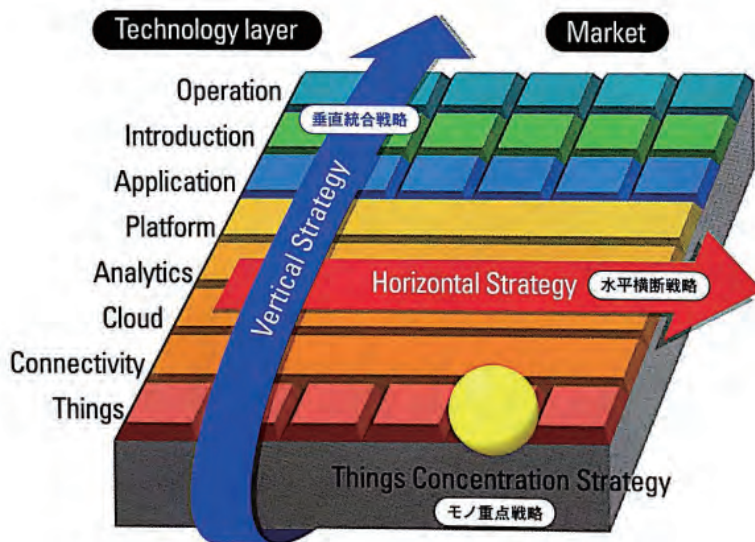 Technology layer
Market
Operation
Introduction
Application
Platform
Analytics
Cloud
Connectivity
Things
垂直統合戦略
Vertical Strategy
Horizontal Strategy
水平横断戦略
Things Concentration Strategy
モノ重点戦略